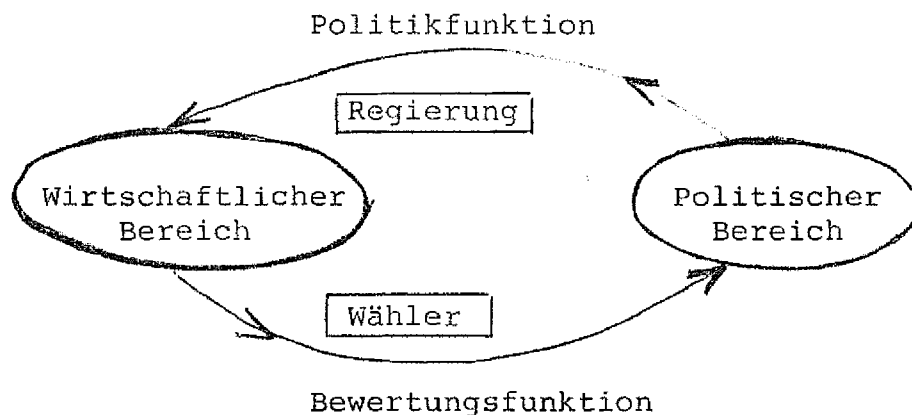 Politikfunktion
Regierung
Wirtschaftlicher
Bereich
Politischer
Bereich
Wähler
Bewertungsfunktion